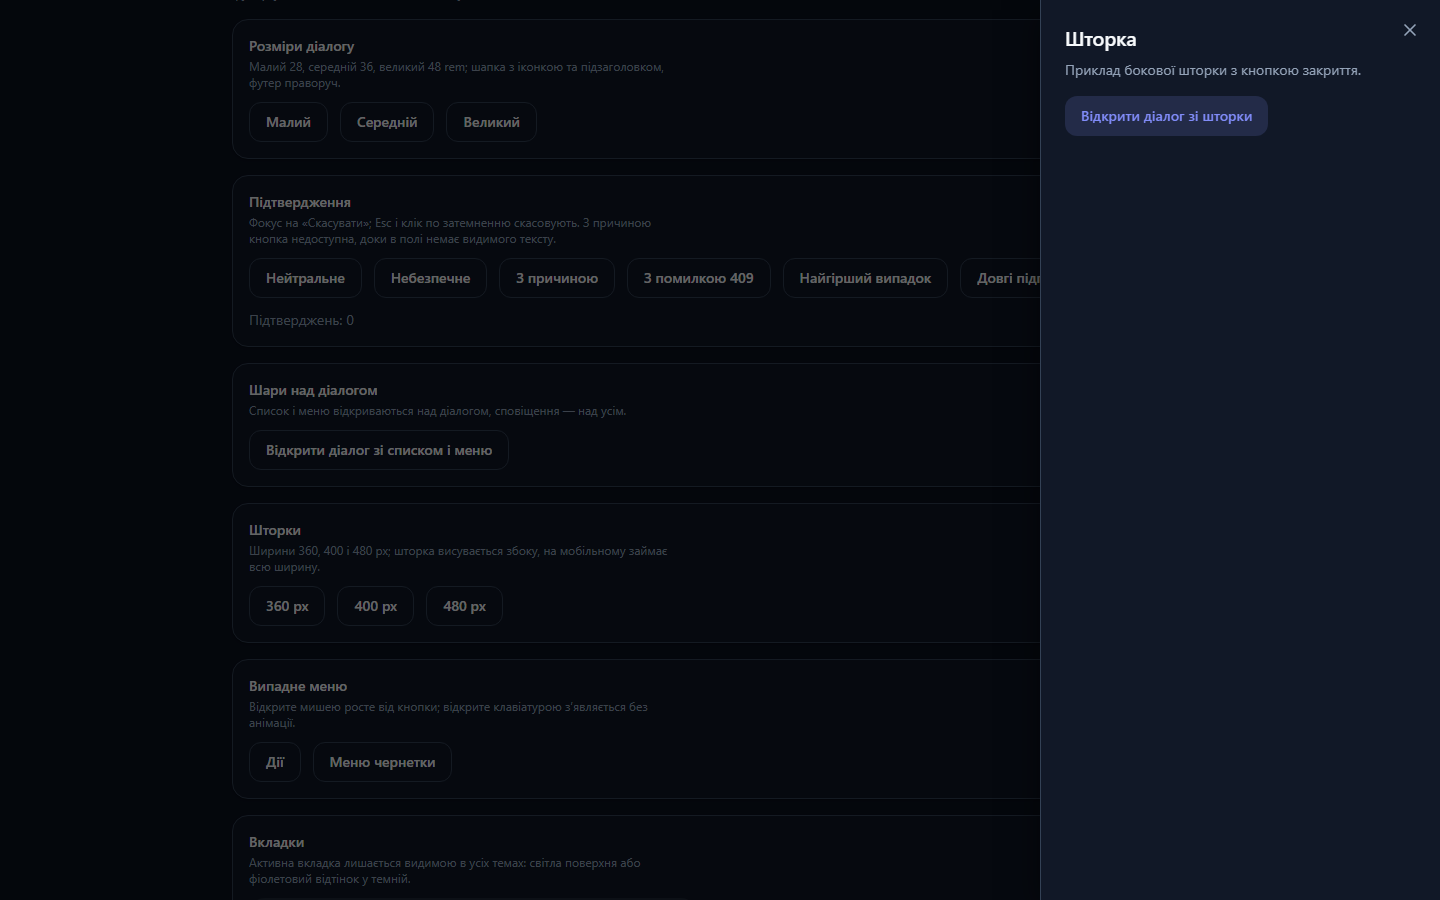 Розміри діалогу
Малий 28, середній 36, великий 48 rem; шапка з іконкою та підзаголовком,
футер праворуч.
Малий
Середній
Великий
Підтвердження
Фокус на «Скасувати»; Esc і клік по затемненню скасовують. З причиною
кнопка недоступна, доки в полі немає видимого тексту.
Нейтральне
Небезпечне
З причиною
З помилкою 409
Найгірший випадок
Довгі
Підтверджень: 0
Шари над діалогом
Список і меню відкриваються над діалогом, сповіщення — над усім.
Відкрити діалог зі списком і меню
Шторки
Ширини 360, 400 і 480 px; шторка висувається збоку, на мобільному займає
всю ширину.
360 px
400 px
480 px
Випадне меню
Відкрите мишею росте від кнопки; відкрите клавіатурою з'являється без
анімації.
Дії
Меню чернетки
Вкладки
Активна вкладка лишається видимою в усіх темах: світла поверхня або
фіолетовий відтінок у темній.
Шторка
Приклад бокової шторки з кнопкою закриття.
Відкрити діалог зі шторки